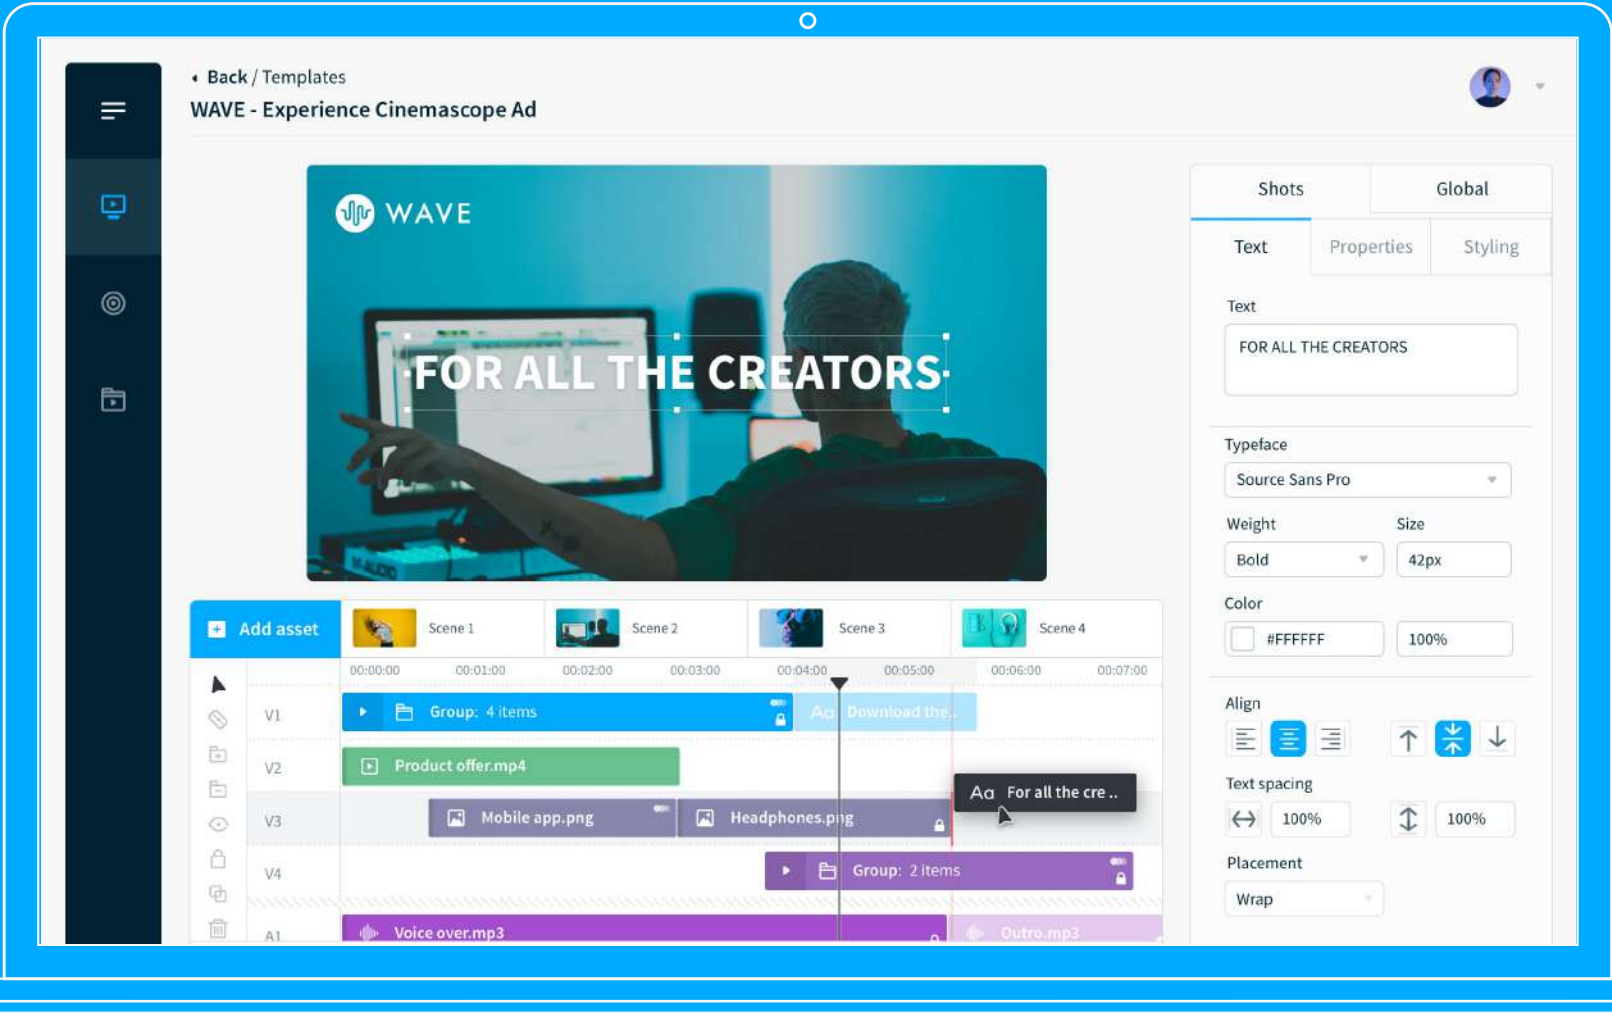 Back / Templates
WAVE - Experience Cinemascope Ad
WAVE
FOR ALL THE CREATORS
M-AUDIO
Shots
Global
Text
Properties
Styling
Text
FOR ALL THE CREATORS
Typeface
Source Sans Pro
Weight
Size
Bold
42px
Color
#FFFFFF
100%
Align
Text spacing
100%
100%
Placement
Wrap
Add asset
Scene 1
Scene 2
Scene 3
Scene 4
00:00:00
00:01:00
00:02:00
00:03:00
00:04:00
00:05:00
00:06:00
00:07:00
V1
Group: 4 items
Aa Download the..
V2
Product offer.mp4
Aa For all the cre ..
V3
Mobile app.png
Headphones.png
V4
Group: 2 items
A1
Voice over.mp3
Outro.mp3